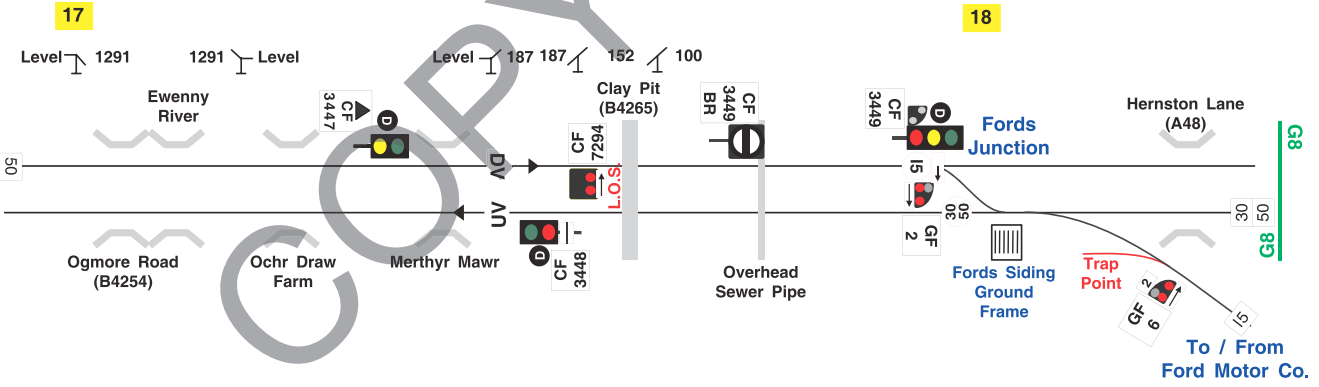 17
18
Level
1291
1291
Level
Level
187
187
152
100
Ewenny
River
CF
3447
D
CF
7294
L.O.S.
Clay Pit
(B4265)
CF
3449
BR
CF
3449
D
Fords
Junction
Hernston Lane
(A48)
G8
G8
50
DV
UV
15
30
50
30
50
Ogmore Road
(B4254)
Ochr Draw
Farm
Merthyr Mawr
D
CF
3448
Overhead
Sewer Pipe
GF
2
Fords Siding
Ground
Frame
Trap
Point
2
GF
6
15
To / From
Ford Motor Co.
COPY